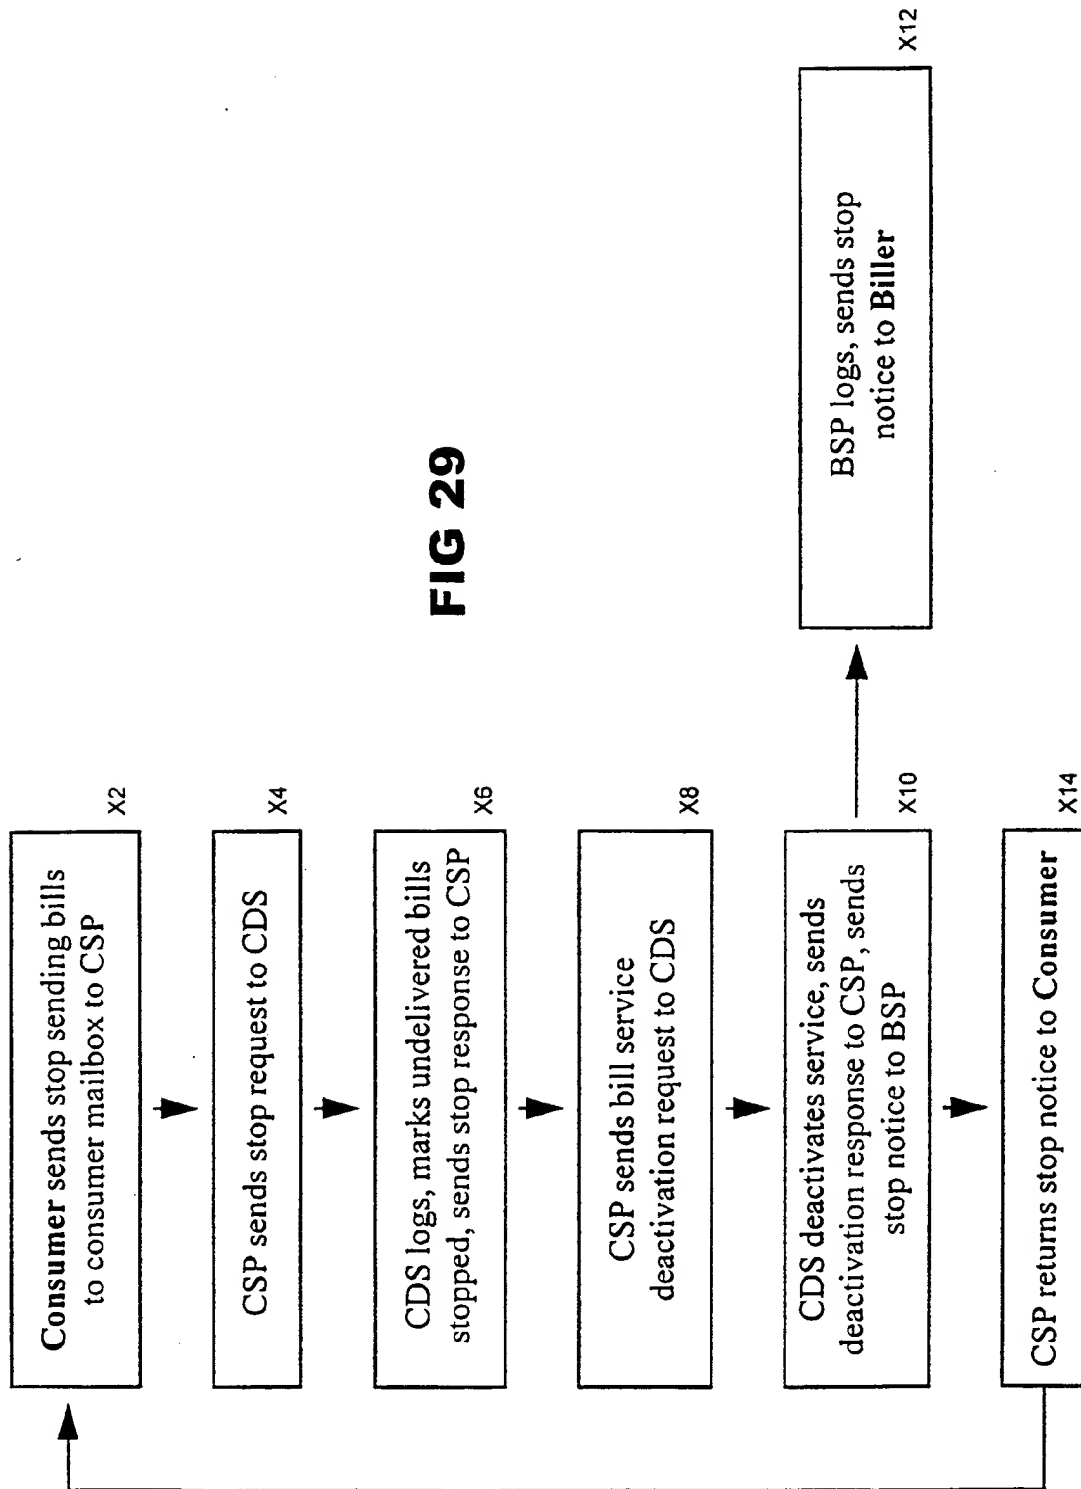 Consumer sends stop sending bills
to consumer mailbox to CSP
X2
CSP sends stop request to CDS
X4
CDS logs, marks undelivered bills
stopped, sends stop response to CSP
X6
CSP sends bill service
deactivation request to CDS
X8
CDS deactivates service, sends
deactivation response to CSP, sends
stop notice to BSP
X10
BSP logs, sends stop
notice to Biller
X12
CSP returns stop notice to Consumer
X14
FIG 29